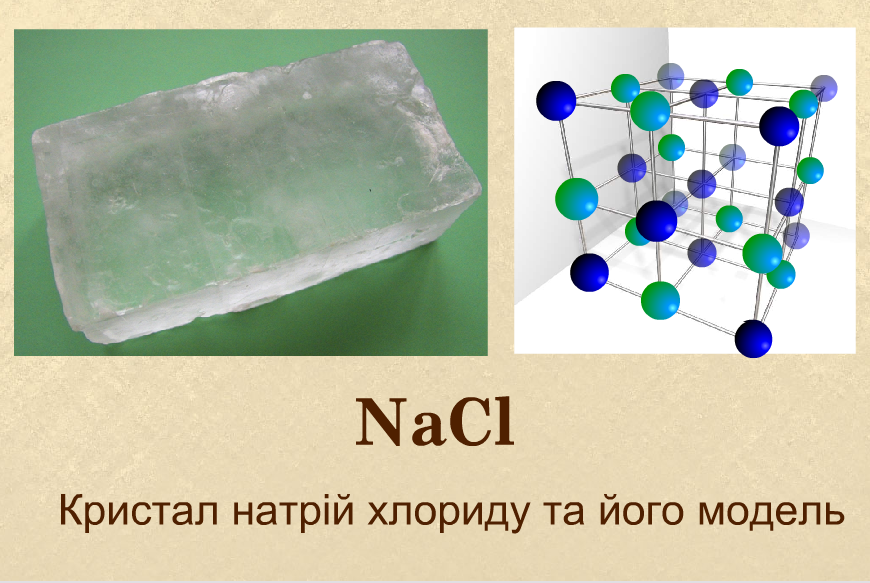 NaCl
Кристал натрій хлориду та його модель